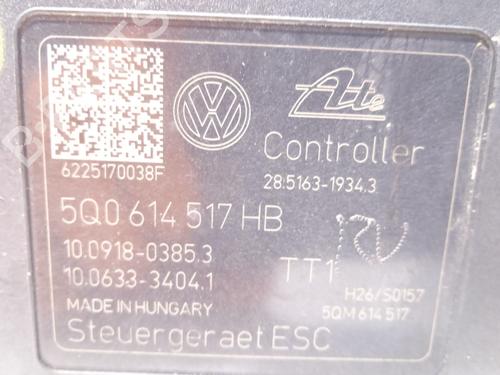 Ate
6225170038F
Controller
28.5163-1934.3
5Q0 614 517 HB
10.0918-0385.3
10.0633-3404.1
TT1
MADE IN HUNGARY
H26/S0157
5QM 614 517
Steuergeraet ESC